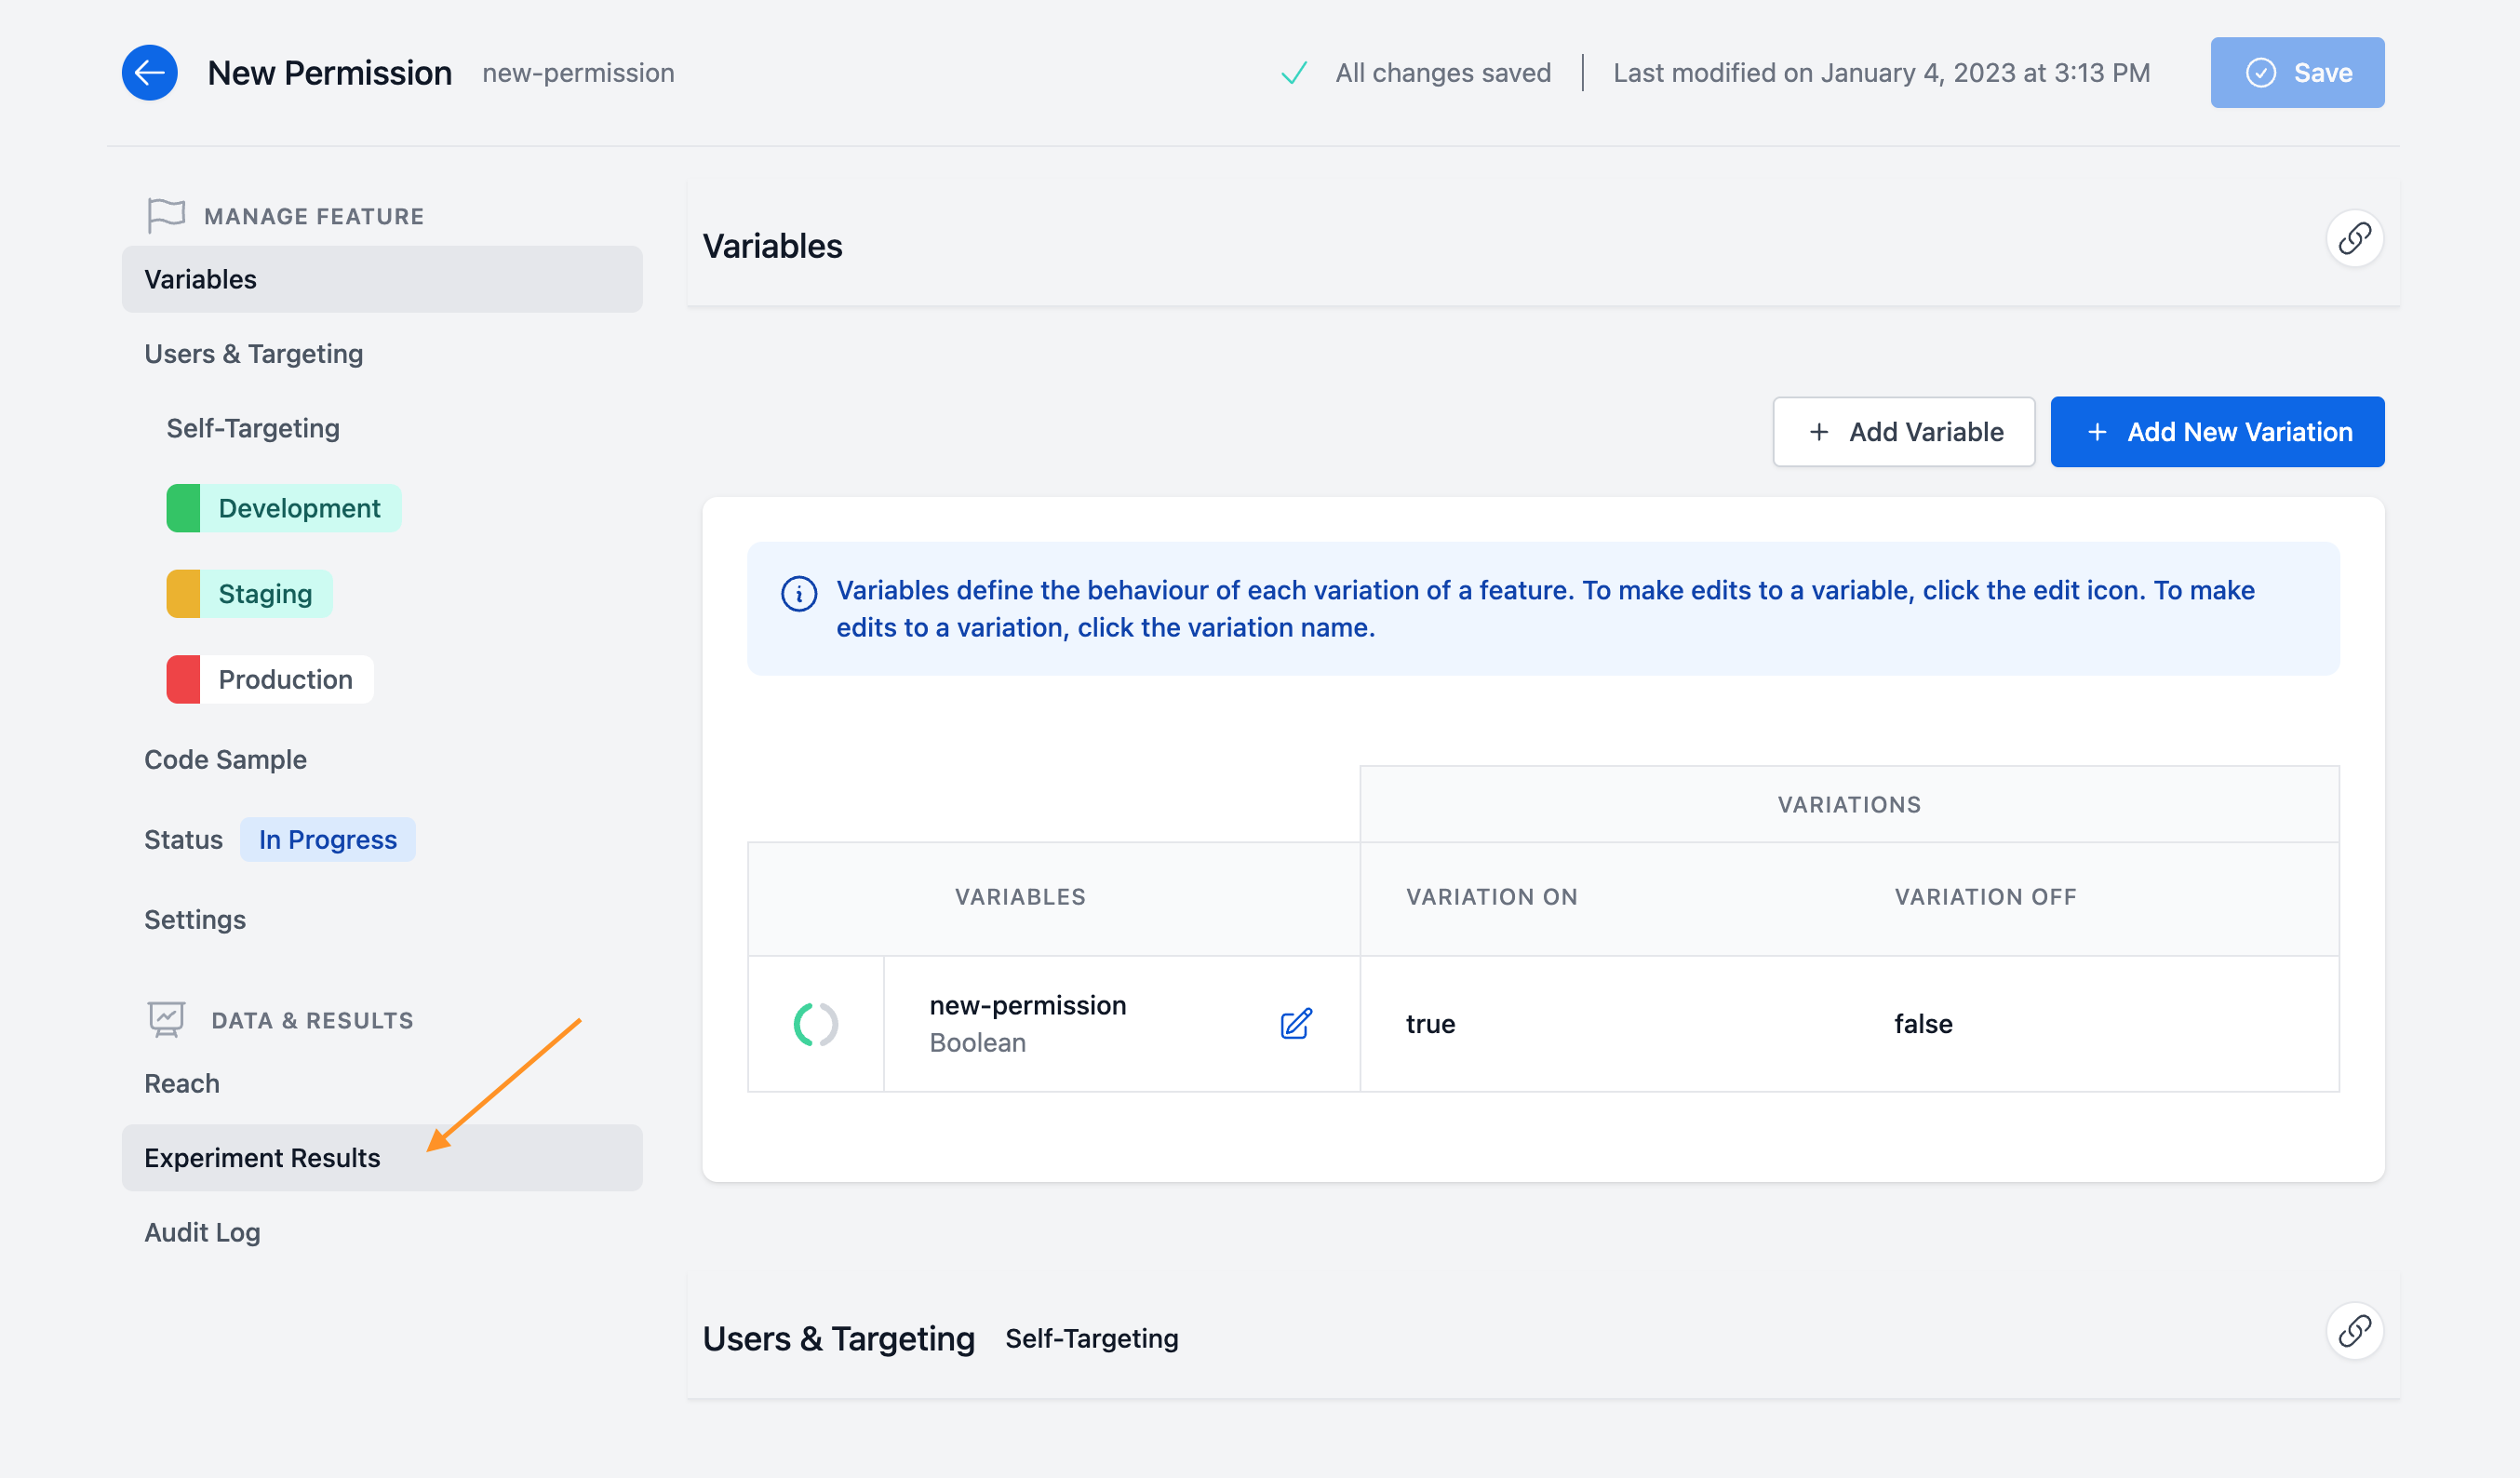 New Permission new-permission
All changes saved
Last modified on January 4, 2023 at 3:13 PM
Save
MANAGE FEATURE
Variables
Users & Targeting
Self-Targeting
Development
Staging
Production
Code Sample
Status In Progress
Settings
DATA & RESULTS
Reach
Experiment Results
Audit Log
Variables
+ Add Variable
+ Add New Variation
Variables define the behaviour of each variation of a feature. To make edits to a variable, click the edit icon. To make
edits to a variation, click the variation name.
VARIATIONS
VARIABLES VARIATION ON VARIATION OFF
new-permission
Boolean
true
false
Users & Targeting Self-Targeting